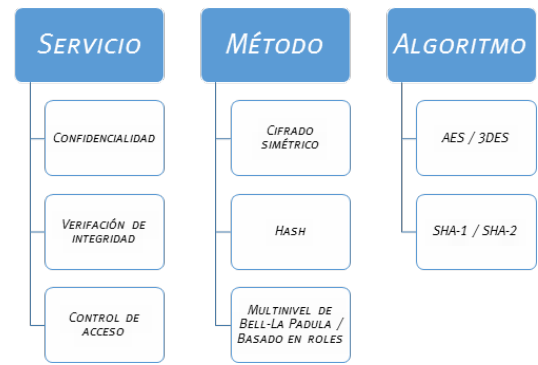 Servicio
Método
Algoritmo
Confidencialidad
Cifrado
simétrico
AES / 3DES
Verifación de
integridad
Hash
SHA-1 / SHA-2
Control de
acceso
Multinivel de
Bell-La Padula /
Basado en roles